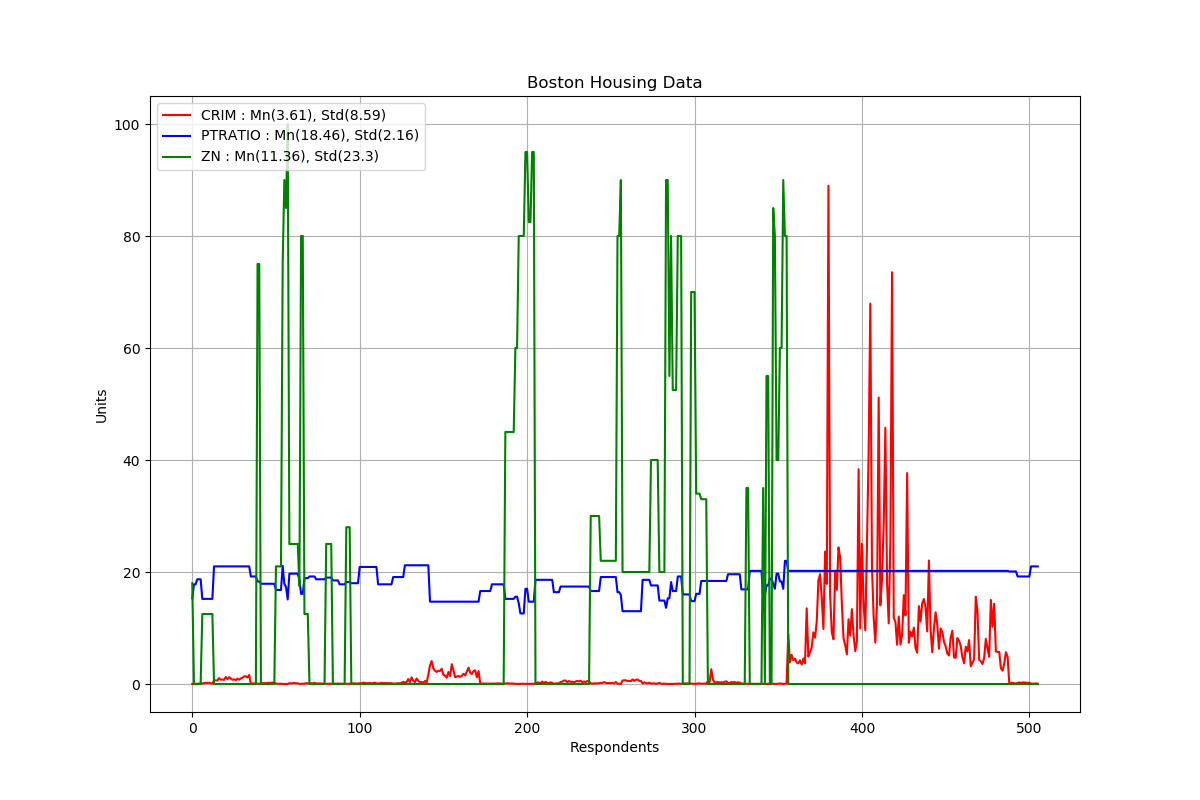 Boston Housing Data
CRIM : Mn(3.61), Std(8.59)
PTRATIO : Mn(18.46), Std(2.16)
ZN : Mn(11.36), Std(23.3)
100
80
60
40
20
0
Units
0 100 200 300 400 500
Respondents